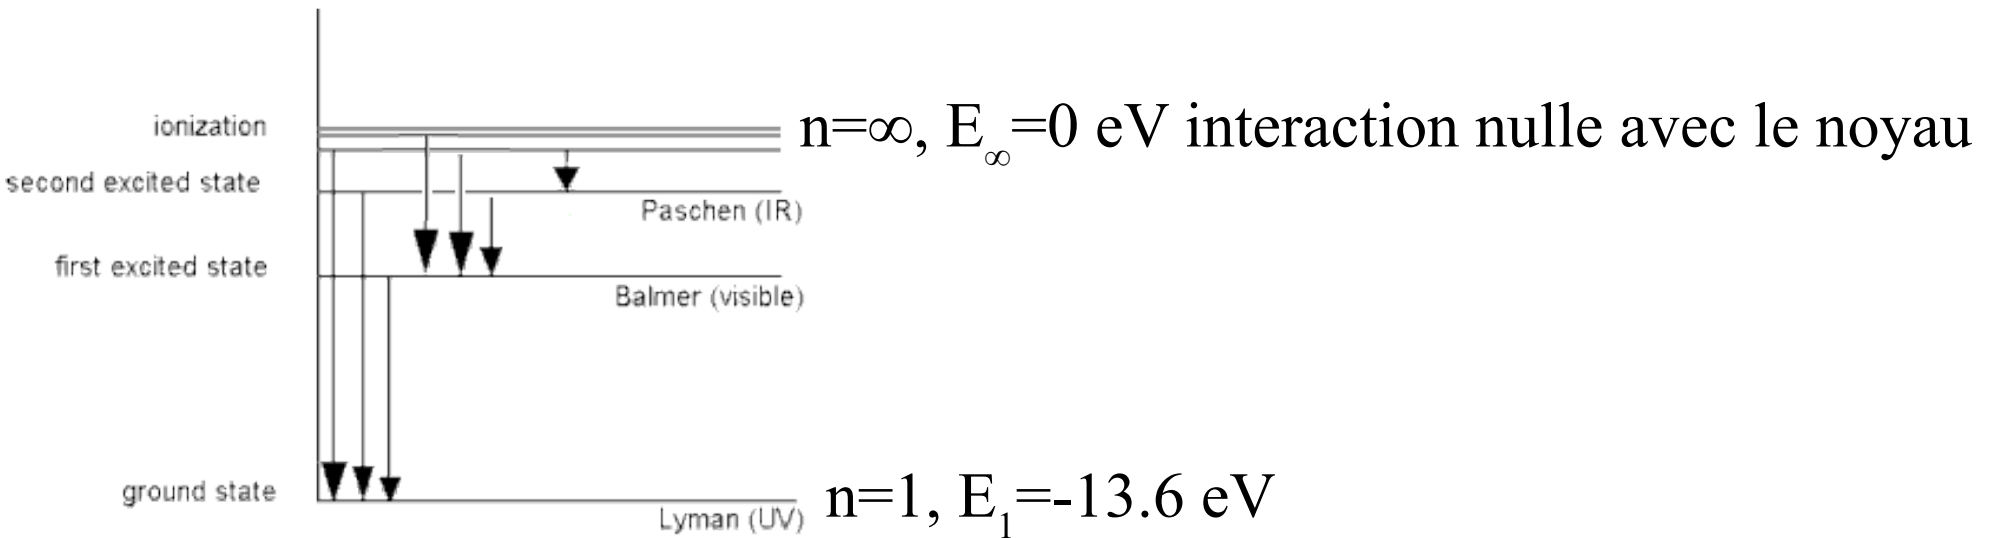 ionization
n=∞, E∞=0 eV interaction nulle avec le noyau
second excited state
Paschen (IR)
first excited state
Balmer (visible)
ground state
n=1, E1=-13.6 eV
Lyman (UV)